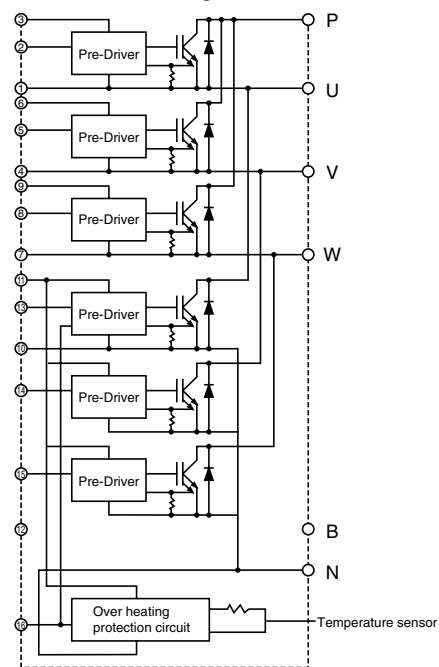 ③ P
② Pre-Driver
① U
⑥
⑤ Pre-Driver
④ V
⑨
⑧ Pre-Driver
⑦ W
⑪
⑬ Pre-Driver
⑩
⑭ Pre-Driver
⑮ Pre-Driver
⑫ B
N
⑯ Over heating
protection circuit
Temperature sensor